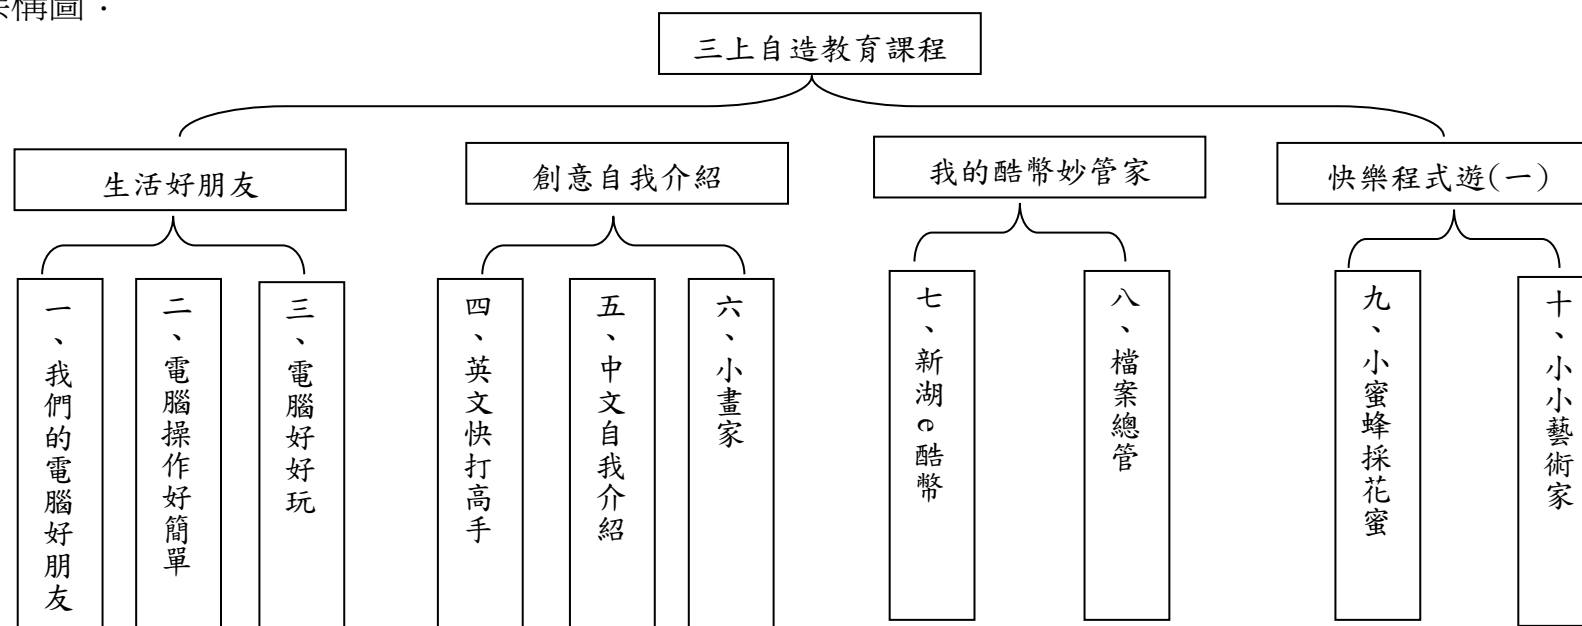 架構圖：
三上自造教育課程
生活好朋友
創意自我介紹
我的酷幣妙管家
快樂程式遊(一)
一、我們的電腦好朋友
二、電腦操作好簡單
三、電腦好好玩
四、英文快打高手
五、中文自我介紹
六、小畫家
七、新湖e酷幣
八、檔案總管
九、小蜜蜂採花蜜
十、小小藝術家